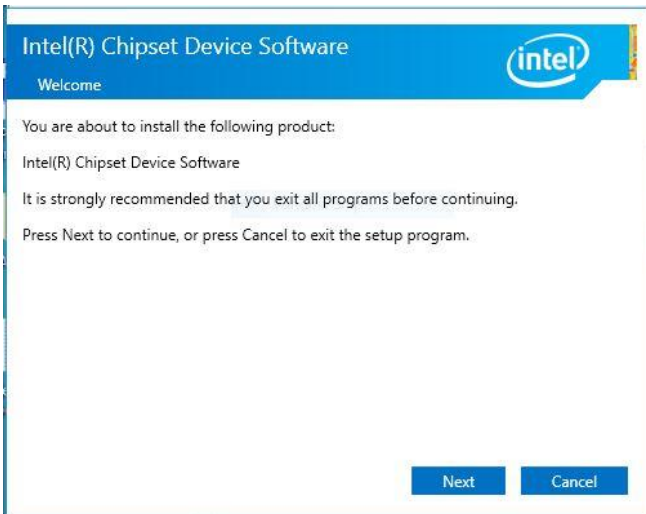 Intel(R) Chipset Device Software
intel
Welcome
You are about to install the following product:
Intel(R) Chipset Device Software
It is strongly recommended that you exit all programs before continuing.
Press Next to continue, or press Cancel to exit the setup program.
Next
Cancel